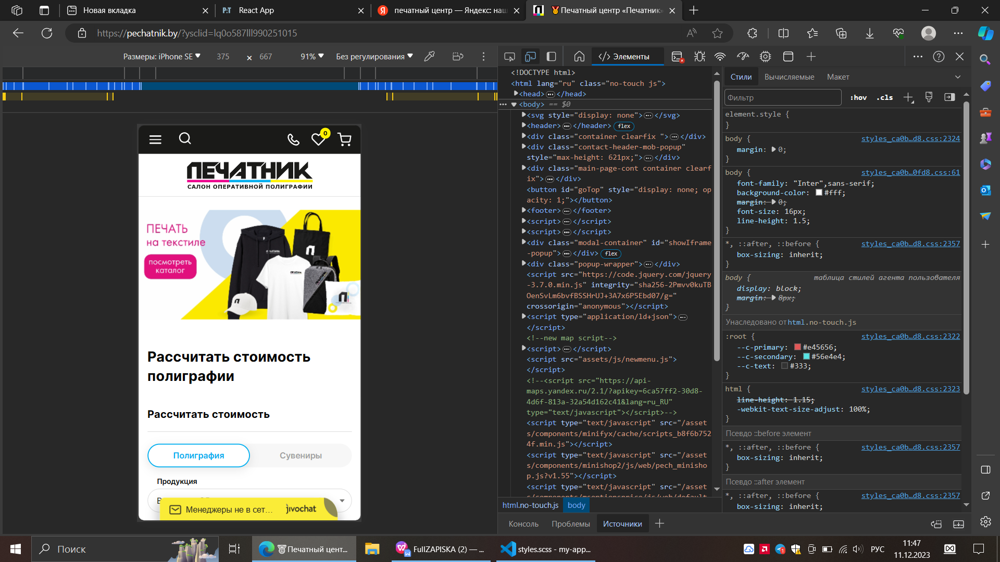 Новая вкладка
P:T React App
печатный центр — Яндекс: наш
Печатный центр «Печатник»
https://pechatnik.by/?ysclid=lq0o587lll990251015
Размеры: iPhone SE
375
667
91%
Без регулирования
Элементы
0
ПЕЧАТНИК
САЛОН ОПЕРАТИВНОЙ ПОЛИГРАФИИ
ПЕЧАТЬ
на текстиле
посмотреть
каталог
Рассчитать стоимость
полиграфии
Рассчитать стоимость
Полиграфия
Сувениры
Продукция
Менеджеры не в сет...
jivochat
<!DOCTYPE html>
<html lang="ru" class="no-touch js">
<head> ••• </head>
••• <body> == $0
<svg style="display: none"> ••• </svg>
<header> ••• </header> flex
<div class="container clearfix "> ••• </div>
<div class="contact-header-mob-popup"
style="max-height: 621px;"> ••• </div>
<div class="main-page-cont container clearf
ix"> ••• </div>
<button id="goTop" style="display: none; op
acity: 1;"></button>
<footer> ••• </footer>
<script> ••• </script>
<script> ••• </script>
<div class="modal-container" id="showIframe
-popup"> ••• </div> flex
<div class="popup-wrapper"> ••• </div>
<script src="https://code.jquery.com/jquery
-3.7.0.min.js" integrity="sha256-2Pmvv0kuTB
OenSvLm6bvfBSSHrUJ+3A7x6P5Ebd07/g="
crossorigin="anonymous"></script>
<script type="application/ld+json"> •••
</script>
<!--new map script-->
<script> ••• </script>
<script src="assets/js/newmenu.js">
</script>
<!--<script src="https://api-
maps.yandex.ru/2.1/?apikey=6ca57ff2-30d8-
4d6f-813a-32a54d162c41&lang=ru_RU"
type="text/javascript"></script>-->
<script type="text/javascript" src="/asset
s/components/minifyx/cache/scripts_b8f6b752
4f.min.js"></script>
<script type="text/javascript" src="/asset
s/components/minishop2/js/web/pech_minisho
p.js?v1.55"></script>
<script type="text/javascript" src="/asset
html.no-touch.js
body
Стили
Вычисляемые
Макет
Фильтр
:hov
.cls
element.style {
}
body {
styles_ca0b…d8.css:2324
margin: 0;
}
body {
styles_ca0b…0fd8.css:61
font-family: "Inter",sans-serif;
background-color: #fff;
margin: 0;
font-size: 16px;
line-height: 1.5;
}
*, ::after, ::before {
styles_ca0b…d8.css:2357
box-sizing: inherit;
}
body {
таблица стилей агента пользователя
display: block;
margin: 8px;
}
Унаследовано от html.no-touch.js
:root {
styles_ca0b…d8.css:2322
--c-primary: #e45656;
--c-secondary: #56e4e4;
--c-text: #333;
}
html {
styles_ca0b…d8.css:2323
line-height: 1.15;
-webkit-text-size-adjust: 100%;
}
Псевдо ::before элемент
*, ::after, ::before {
styles_ca0b…d8.css:2357
box-sizing: inherit;
}
Псевдо ::after элемент
*, ::after, ::before {
styles_ca0b…d8.css:2357
box-sizing: inherit;
Консоль
Проблемы
Источники
Поиск
Печатный цент...
FullZAPISKA (2) — ...
styles.scss - my-app...
РУС
11:47
11.12.2023